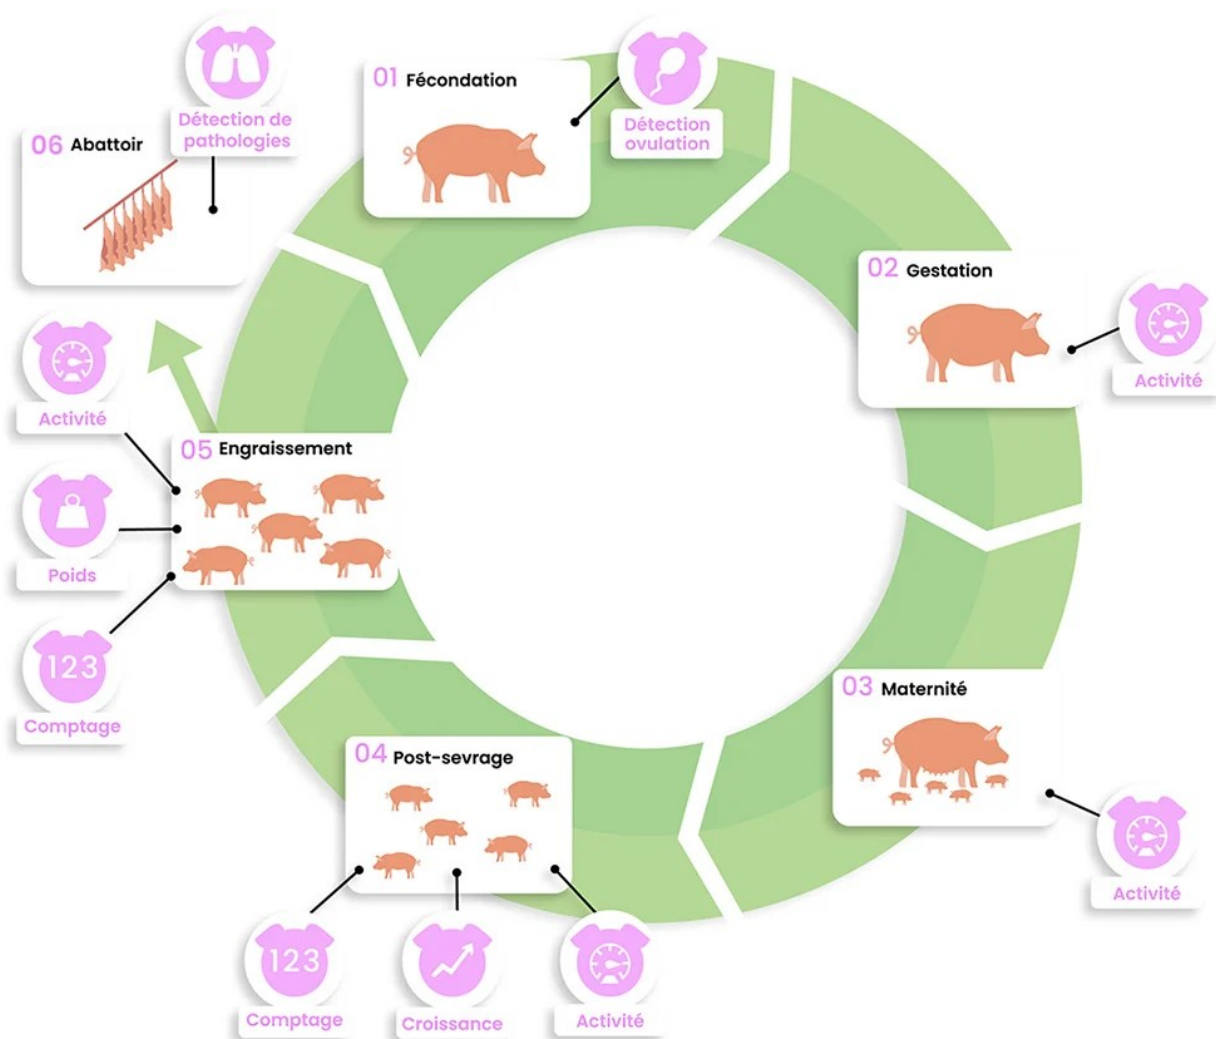 01 Fécondation
Détection
ovulation
02 Gestation
Activité
03 Maternité
Activité
04 Post-sevrage
123
Comptage
Croissance
Activité
05 Engraissement
Activité
Poids
123
Comptage
06 Abattoir
Détection de
pathologies